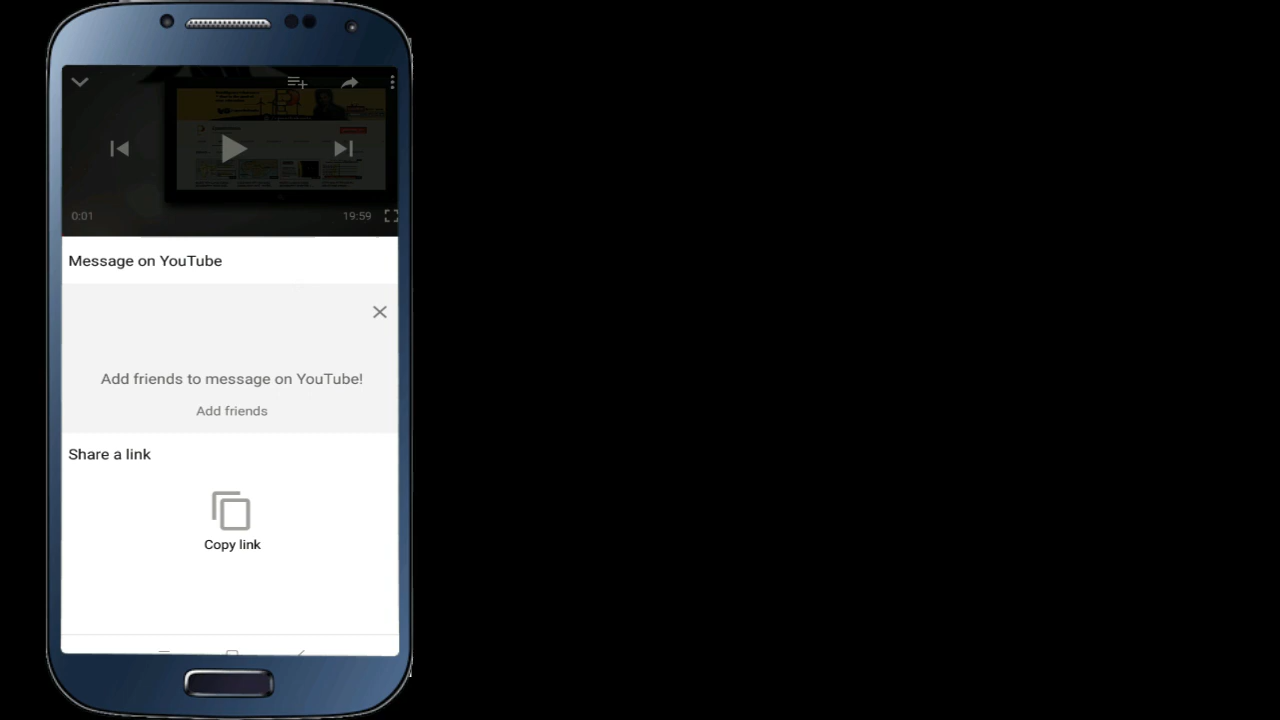 0:01
19:59
Message on YouTube
Add friends to message on YouTube!
Add friends
Share a link
Copy link